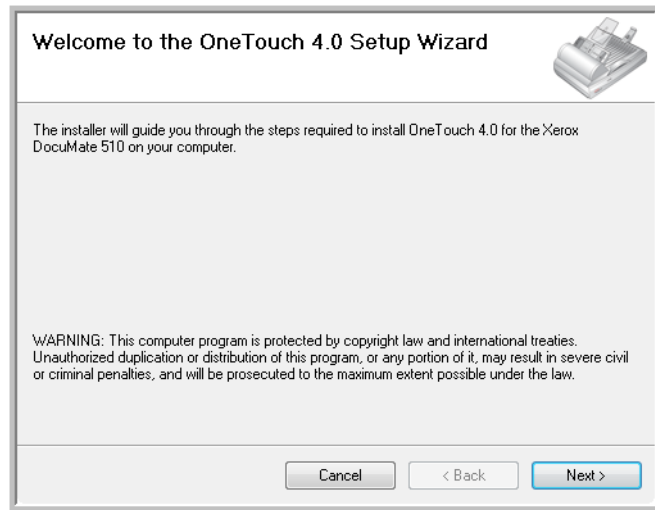 Welcome to the OneTouch 4.0 Setup Wizard
The installer will guide you through the steps required to install OneTouch 4.0 for the Xerox
DocuMate 510 on your computer.
WARNING: This computer program is protected by copyright law and international treaties.
Unauthorized duplication or distribution of this program, or any portion of it, may result in severe civil
or criminal penalties, and will be prosecuted to the maximum extent possible under the law.
Cancel < Back Next >